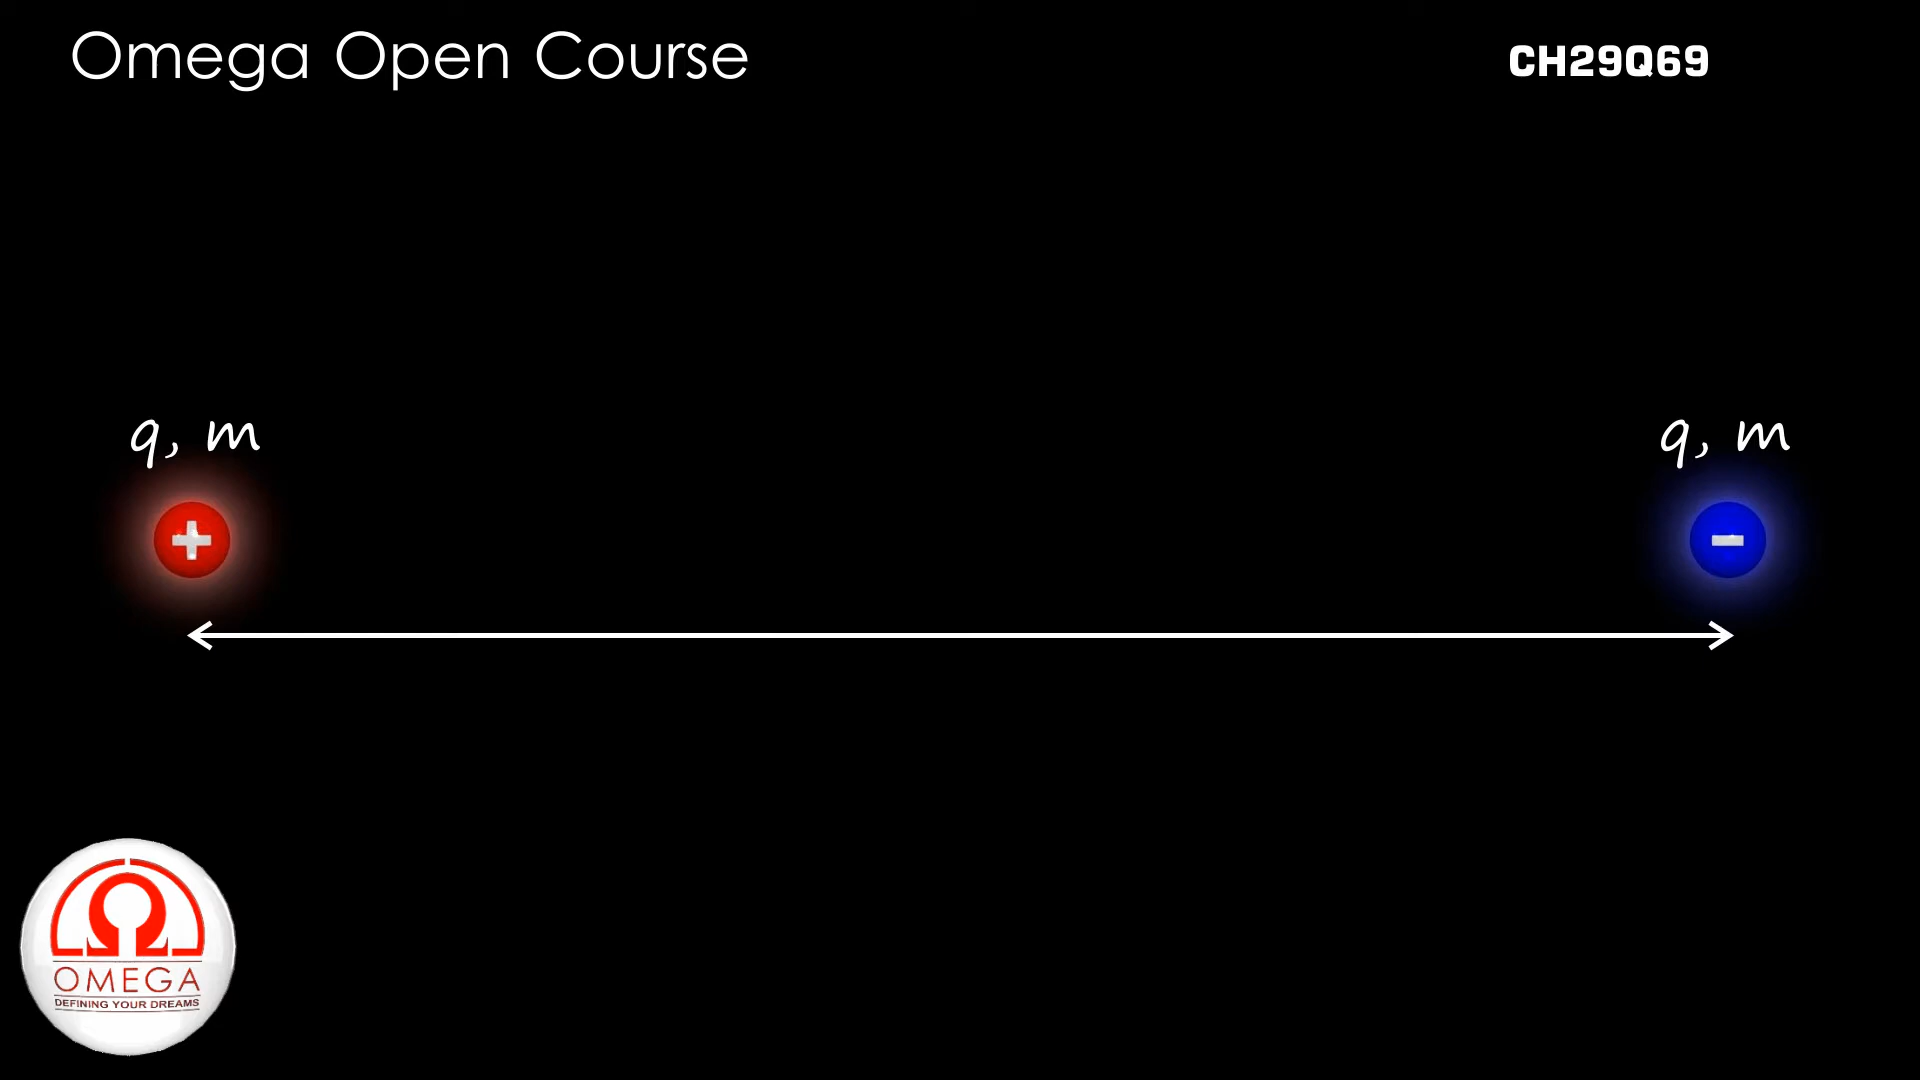 Omega Open Course
CH29Q69
q, m
q, m
+
-
OMEGA
DEFINING YOUR DREAMS